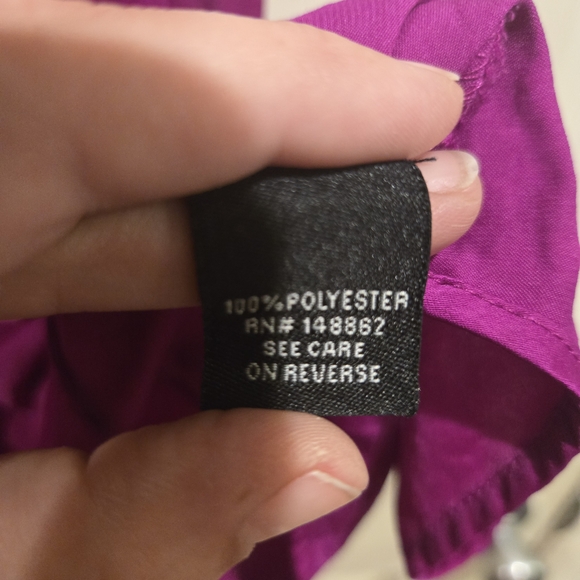 100% POLYESTER
RN# 148862
SEE CARE
ON REVERSE